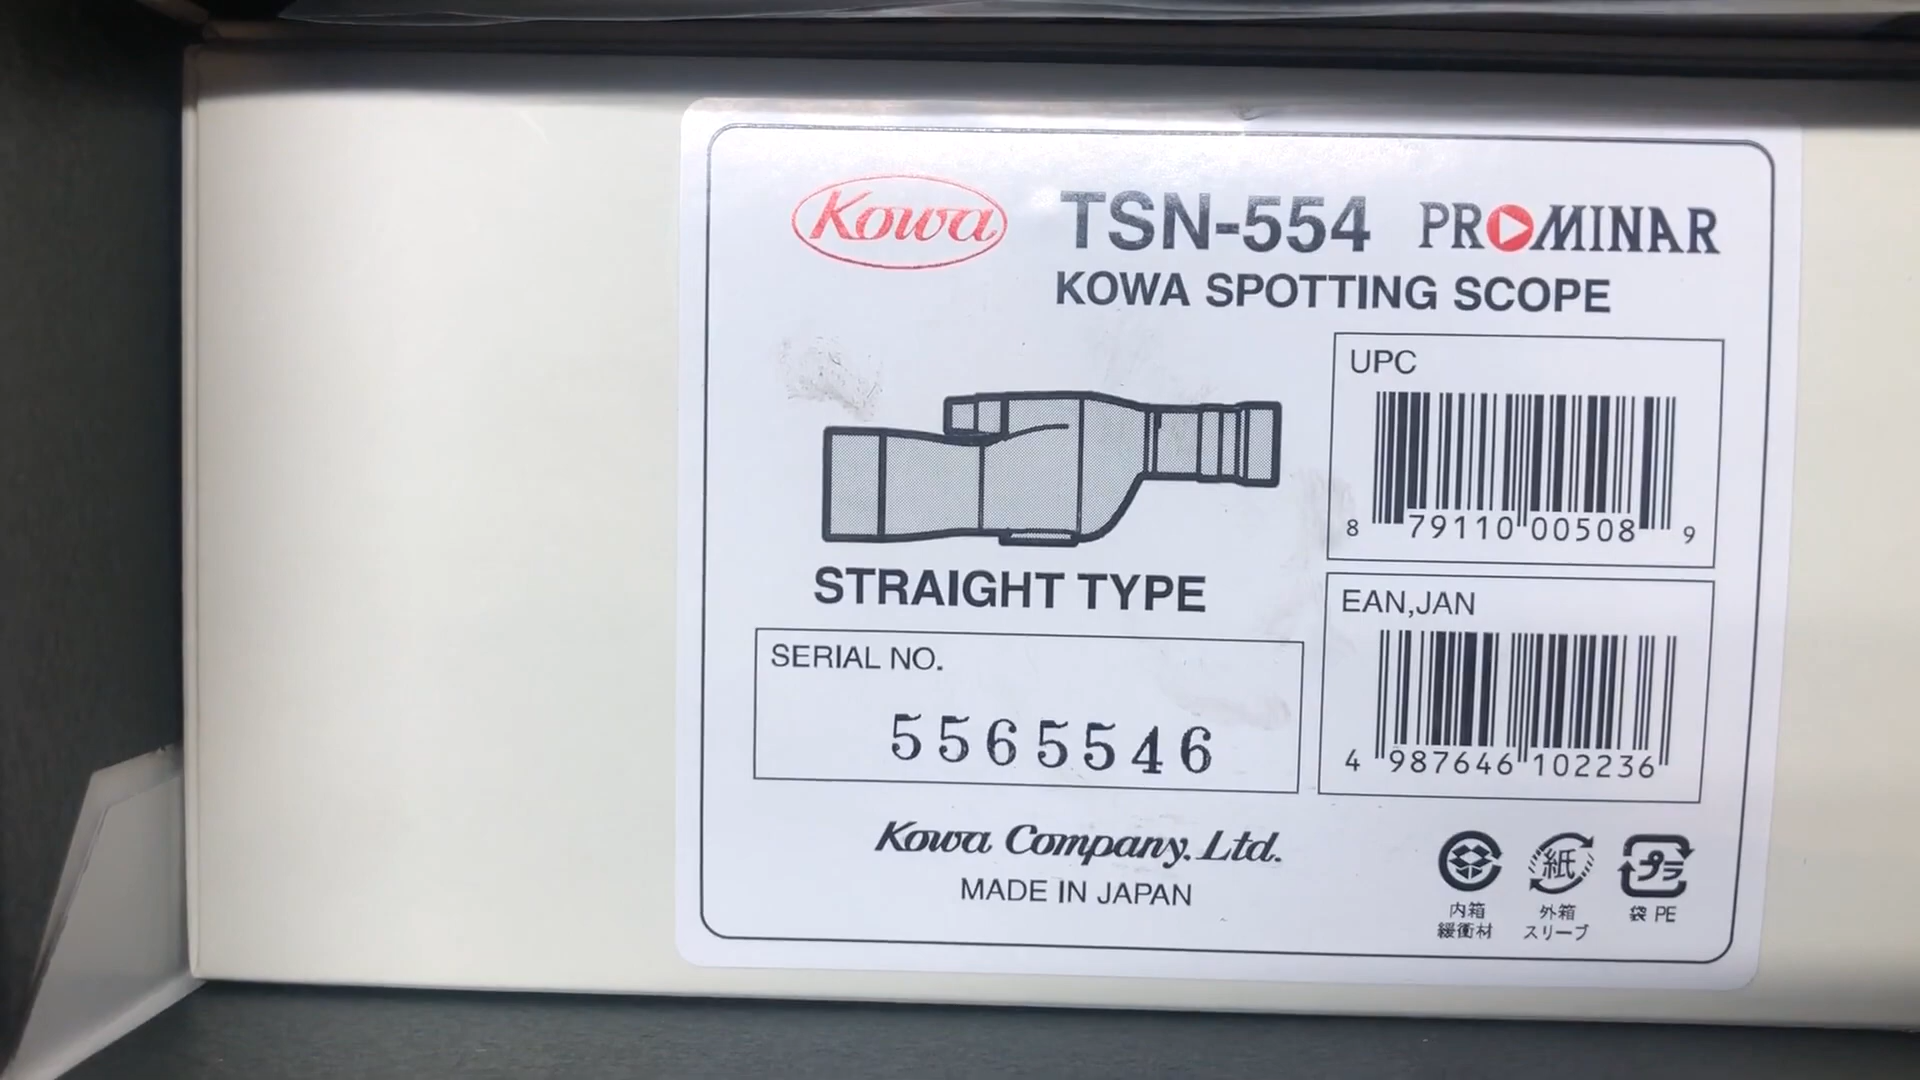 Kowa TSN-554 PROMINAR
KOWA SPOTTING SCOPE
STRAIGHT TYPE
SERIAL NO.
5565546
UPC
8 79110 00508 9
EAN,JAN
4 987646 102236
Kowa Company, Ltd.
MADE IN JAPAN
紙
プラ
内箱
緩衝材
外箱
スリーブ
袋 PE